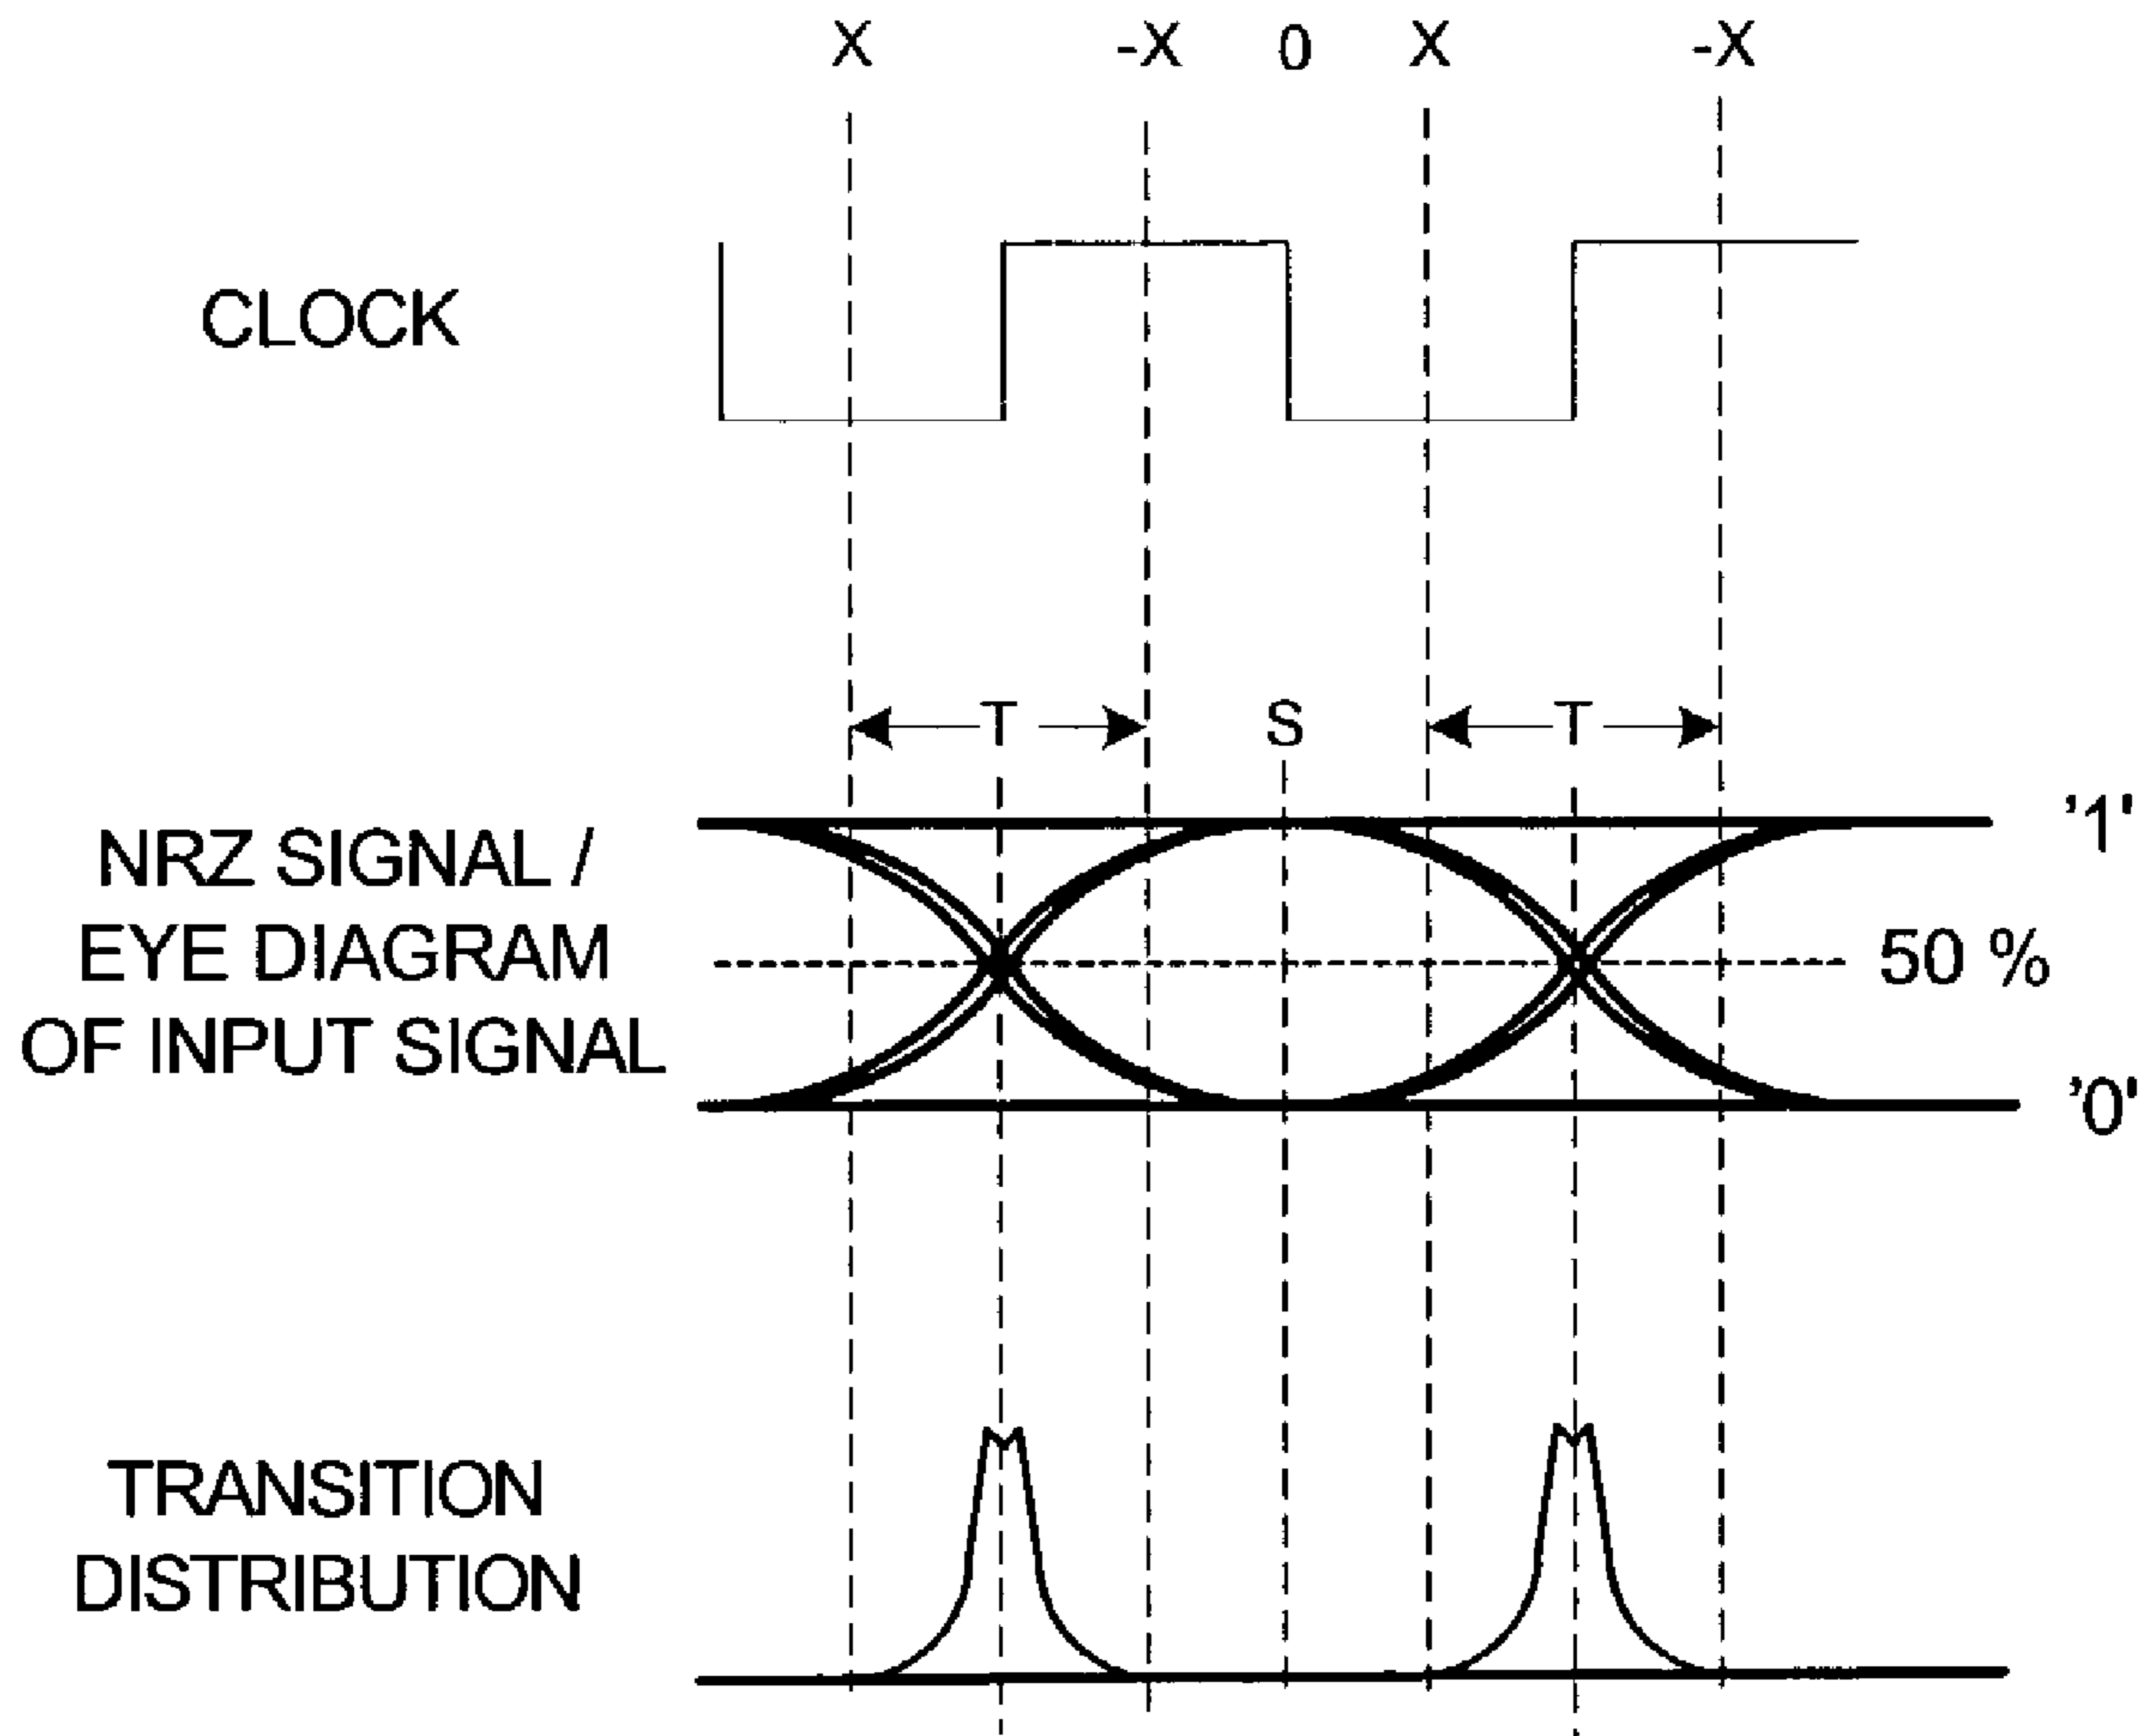 X -X 0 X -X
CLOCK
T S T
NRZ SIGNAL /
EYE DIAGRAM
OF INPUT SIGNAL
'1'
50 %
'0'
TRANSITION
DISTRIBUTION